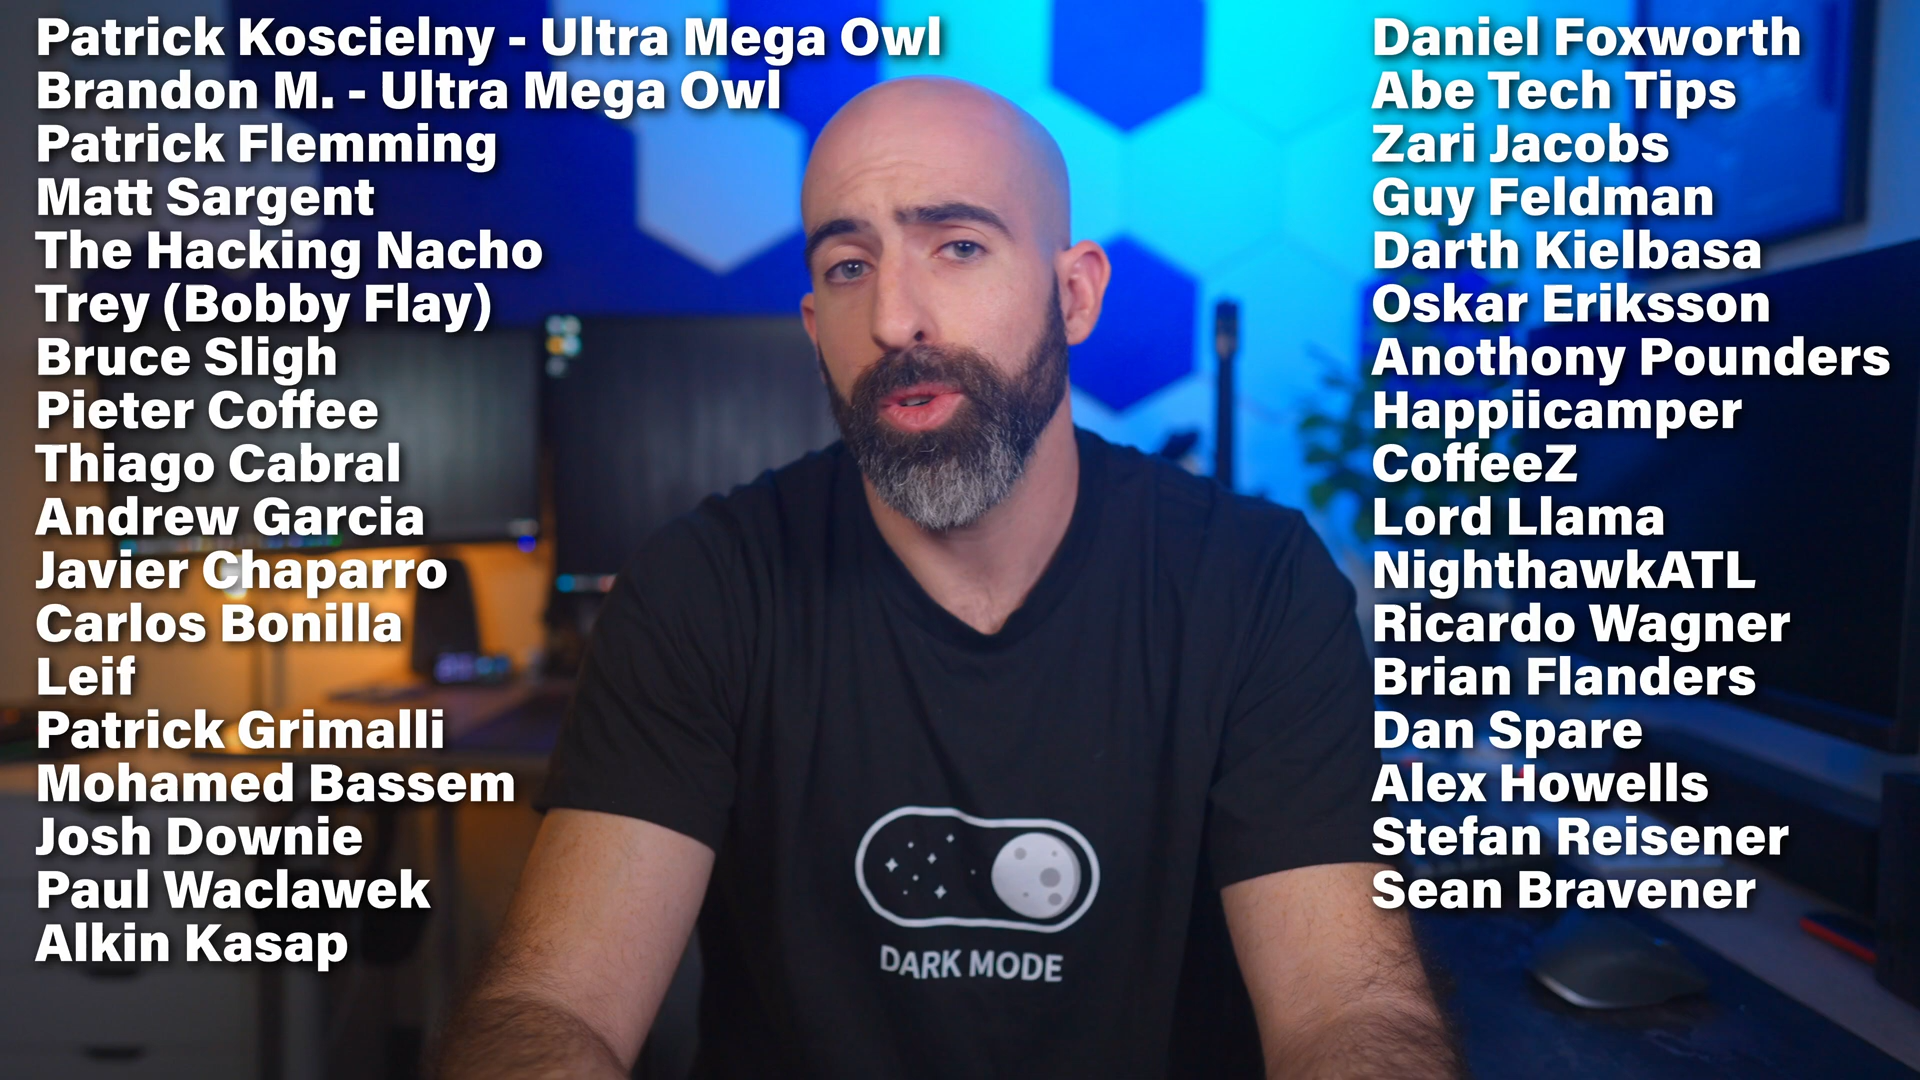 Patrick Koscielny - Ultra Mega Owl
Brandon M. - Ultra Mega Owl
Patrick Flemming
Matt Sargent
The Hacking Nacho
Trey (Bobby Flay)
Bruce Sligh
Pieter Coffee
Thiago Cabral
Andrew Garcia
Javier Chaparro
Carlos Bonilla
Leif
Patrick Grimalli
Mohamed Bassem
Josh Downie
Paul Waclawek
Alkin Kasap
Daniel Foxworth
Abe Tech Tips
Zari Jacobs
Guy Feldman
Darth Kielbasa
Oskar Eriksson
Anothony Pounders
Happiicamper
CoffeeZ
Lord Llama
NighthawkATL
Ricardo Wagner
Brian Flanders
Dan Spare
Alex Howells
Stefan Reisener
Sean Bravener
DARK MODE